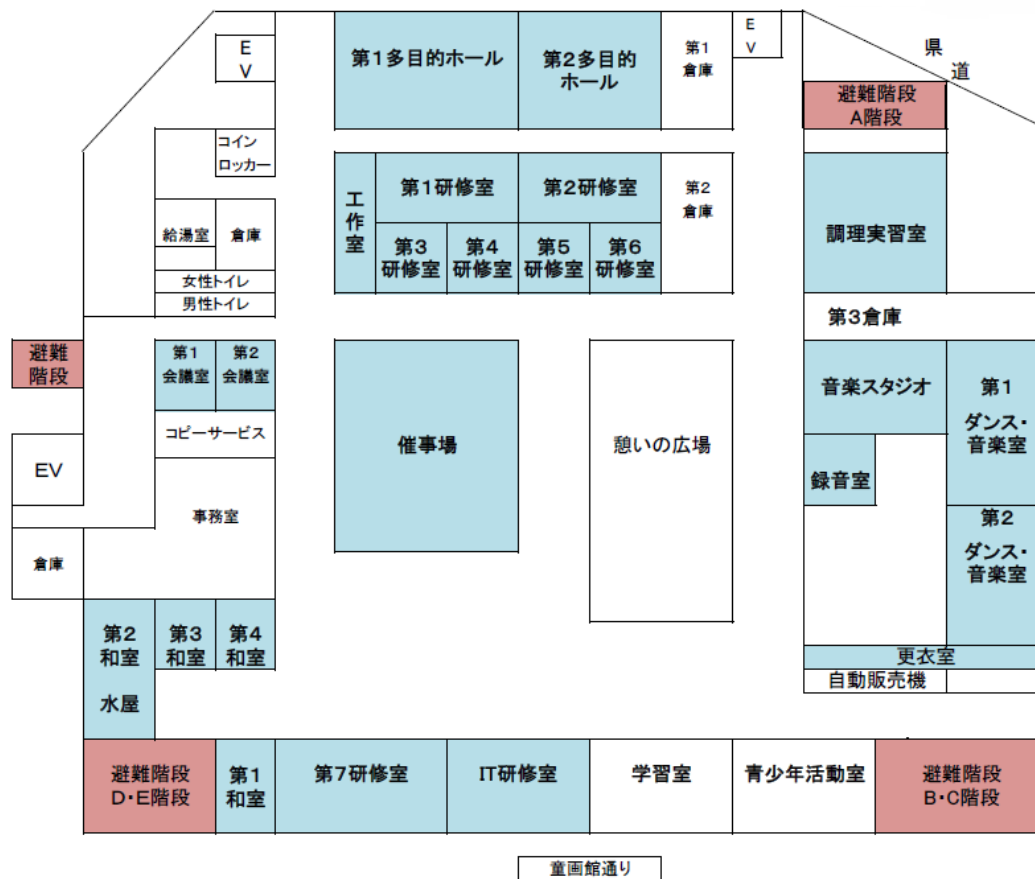 E
V
第1多目的ホール
第2多目的
ホール
第1
倉庫
E
V
県
道
避難階段
A階段
コイン
ロッカー
工
作
室
第1研修室
第2研修室
第2
倉庫
調理実習室
給湯室
倉庫
第3
研修室
第4
研修室
第5
研修室
第6
研修室
女性トイレ
男性トイレ
第3倉庫
避難
階段
第1
会議室
第2
会議室
コピーサービス
催事場
憩いの広場
音楽スタジオ
第1
ダンス・
音楽室
EV
録音室
事務室
第2
ダンス・
音楽室
倉庫
第2
和室
水屋
第3
和室
第4
和室
更衣室
自動販売機
避難階段
D・E階段
第1
和室
第7研修室
IT研修室
学習室
青少年活動室
避難階段
B・C階段
童画館通り